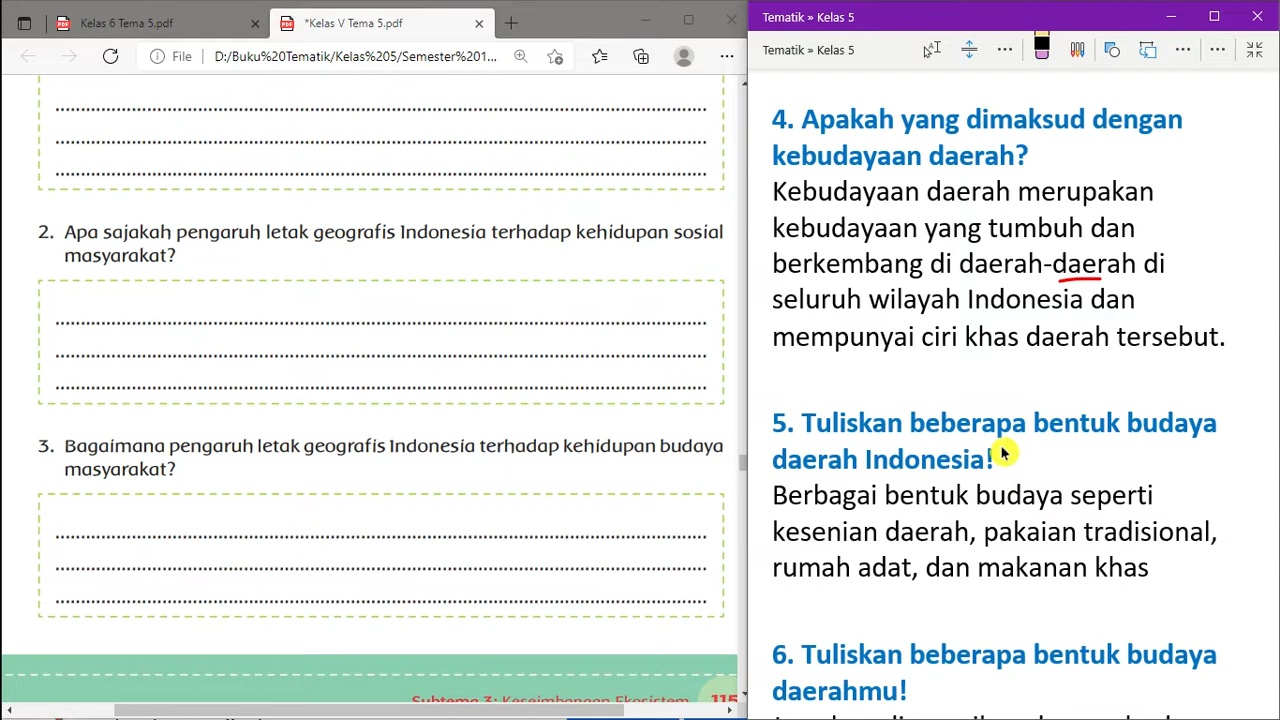 Kelas 6 Tema 5.pdf
*Kelas V Tema 5.pdf
Tematik » Kelas 5
File
D:/Buku%20Tematik/Kelas%205/Semester%201...
Tematik » Kelas 5
2. Apa sajakah pengaruh letak geografis Indonesia terhadap kehidupan sosial
masyarakat?
3. Bagaimana pengaruh letak geografis Indonesia terhadap kehidupan budaya
masyarakat?
Subtema 3: Keseimbangan Ekosistem 115
4. Apakah yang dimaksud dengan
kebudayaan daerah?
Kebudayaan daerah merupakan
kebudayaan yang tumbuh dan
berkembang di daerah-daerah di
seluruh wilayah Indonesia dan
mempunyai ciri khas daerah tersebut.
5. Tuliskan beberapa bentuk budaya
daerah Indonesia!
Berbagai bentuk budaya seperti
kesenian daerah, pakaian tradisional,
rumah adat, dan makanan khas
6. Tuliskan beberapa bentuk budaya
daerahmu!